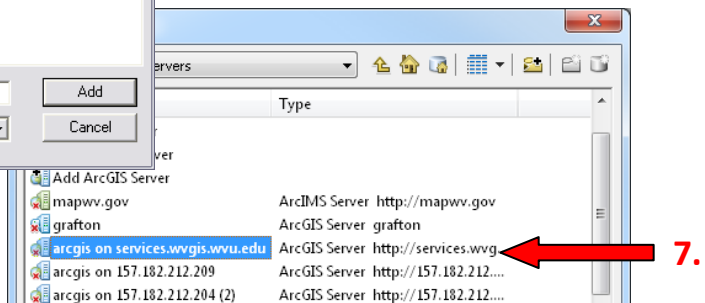 ervers
Add
Type
Cancel
ver
Add ArcGIS Server
mapwv.gov ArcIMS Server http://mapwv.gov
grafton ArcGIS Server grafton
arcgis on services.wvgis.wvu.edu ArcGIS Server http://services.wvg 7.
arcgis on 157.182.212.209 ArcGIS Server http://157.182.212....
arcgis on 157.182.212.204 (2) ArcGIS Server http://157.182.212....